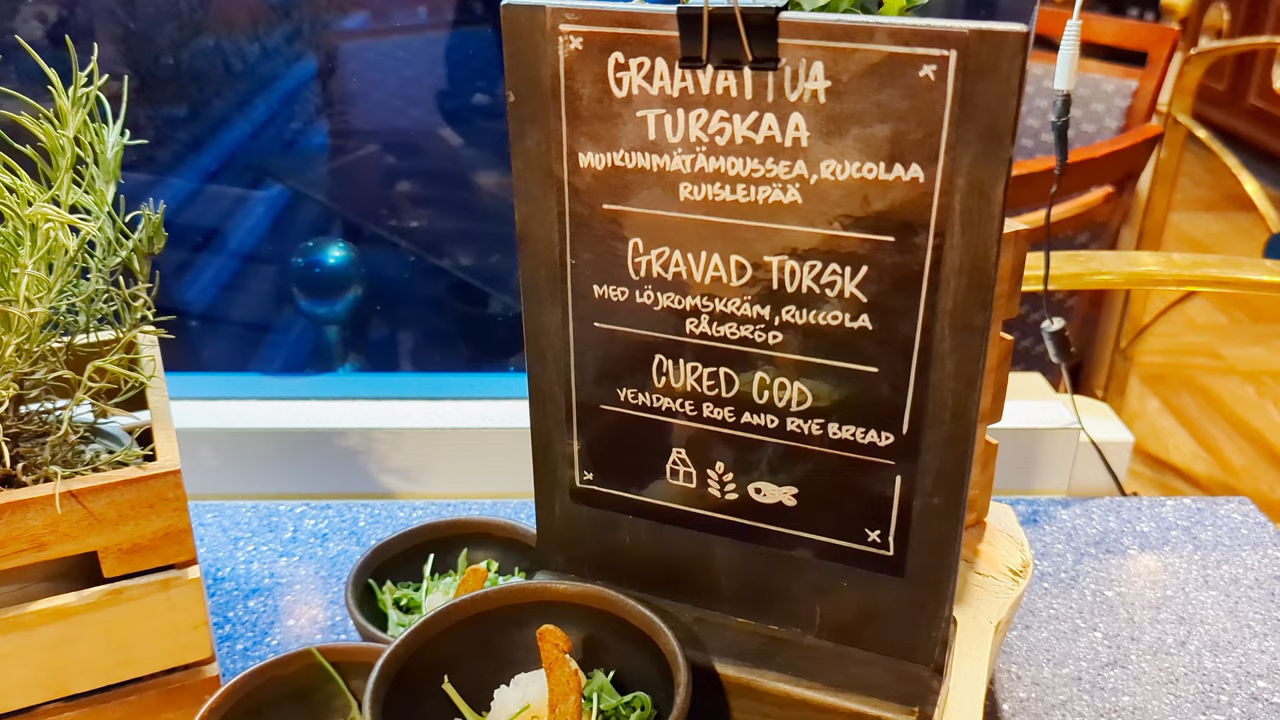 GRAAVATTUA
TURSKAA
MUIKUNMÄTÄMOUSSEA, RUCOLAA
RUISLEIPÄÄ
GRAVAD TORSK
MED LÖJROMSKRÄM, RUCCOLA
RÅGBRÖD
CURED COD
VENDACE ROE AND RYE BREAD